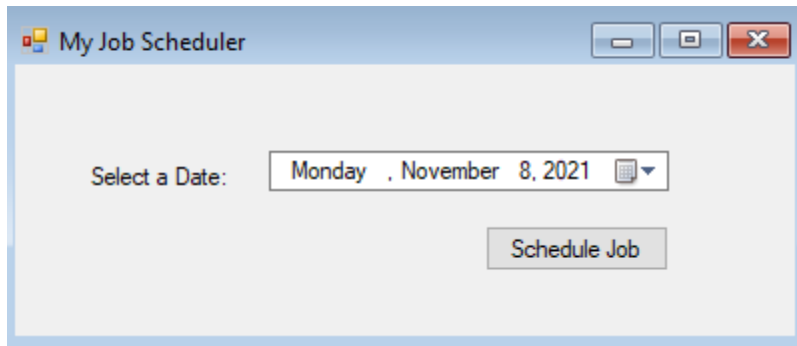 My Job Scheduler
Select a Date: Monday , November 8, 2021
Schedule Job